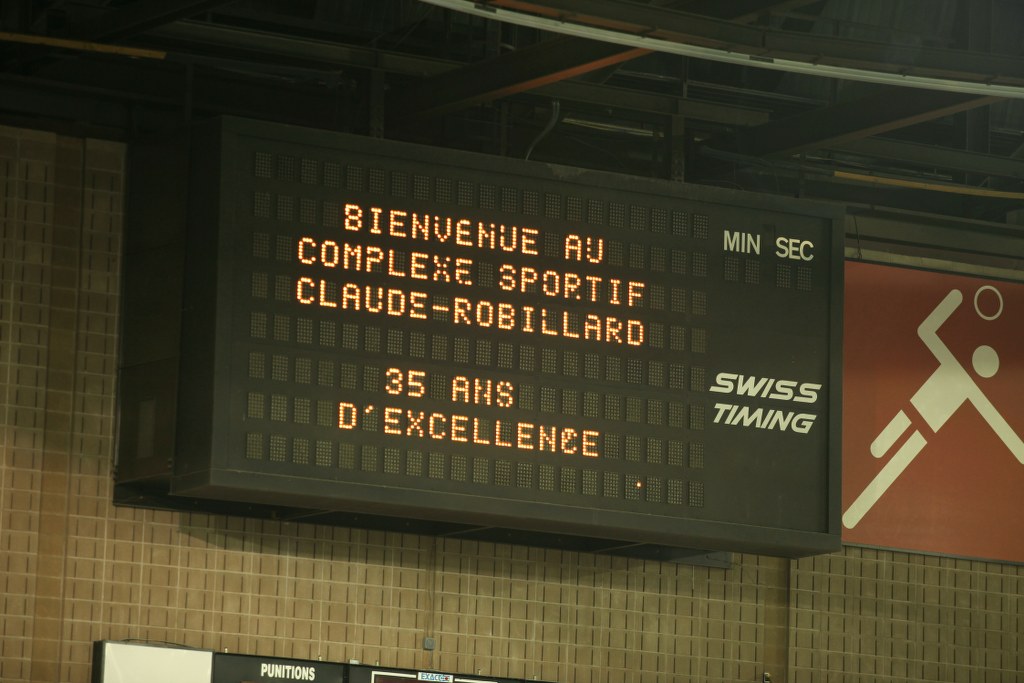 BIENVENUE AU
COMPLEXE SPORTIF
CLAUDE-ROBILLARD
35 ANS
D'EXCELLENCE
MIN SEC
SWISS
TIMING
PUNITIONS